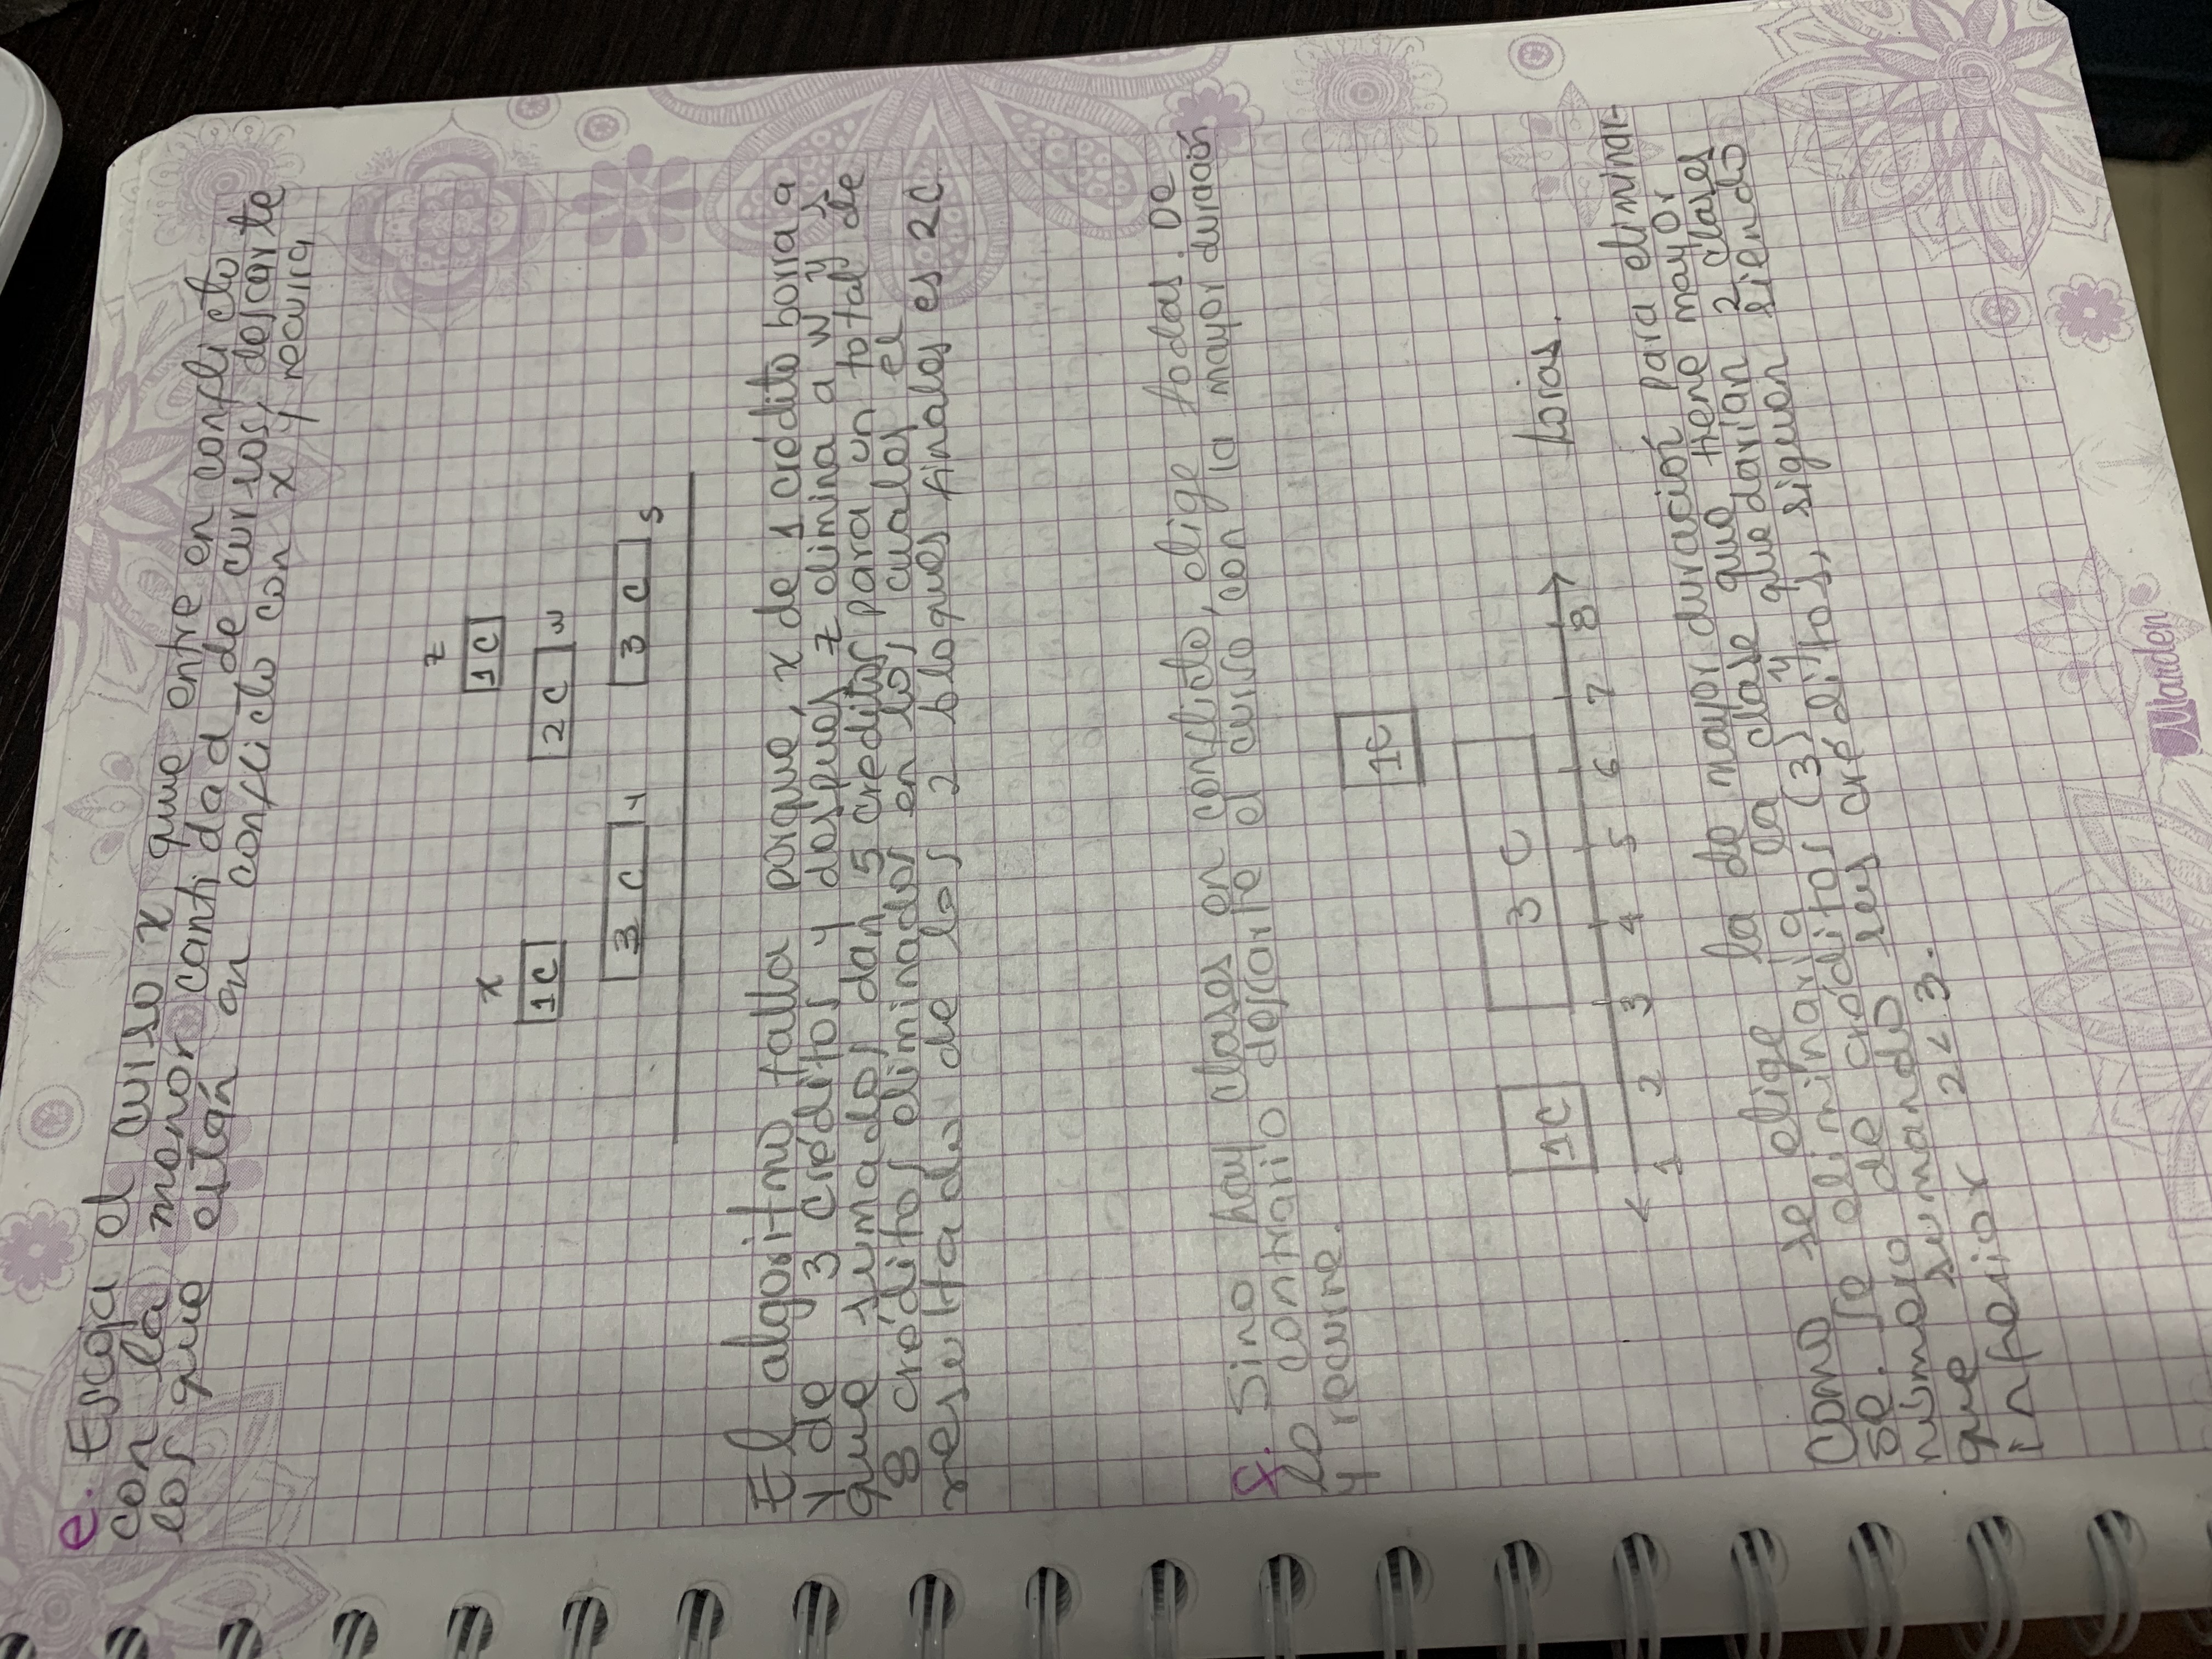 e. Escoja el curso x que entre en conflicto
con la menor cantidad de cursos, descarte
los que están en conflicto con x y recurra
z
1 C
x
1 C
2 C w
3 C y
3 C s
El algoritmo falla porque, x de 1 crédito borra a
y de 3 créditos y después z elimina a w y s
que sumados dan 5 creditos para un total de
8 créditos eliminados en los cuales el
resultado de los 2 bloques finales es 2C
f. Sino hay clases en conflicto, elige todas. De
lo contrario descarte el curso con la mayor duración
y recurre.
1C
1C
3 C
horas.
1 2 3 4 5 6 7 8
Como se elige la de mayor duración para eliminar-
se. Se eliminaría la clase que tiene mayor
número de créditos (3) y quedarían 2 clases
que sumando sus créditos, siguen siendo
inferior 2 < 3.
Marden